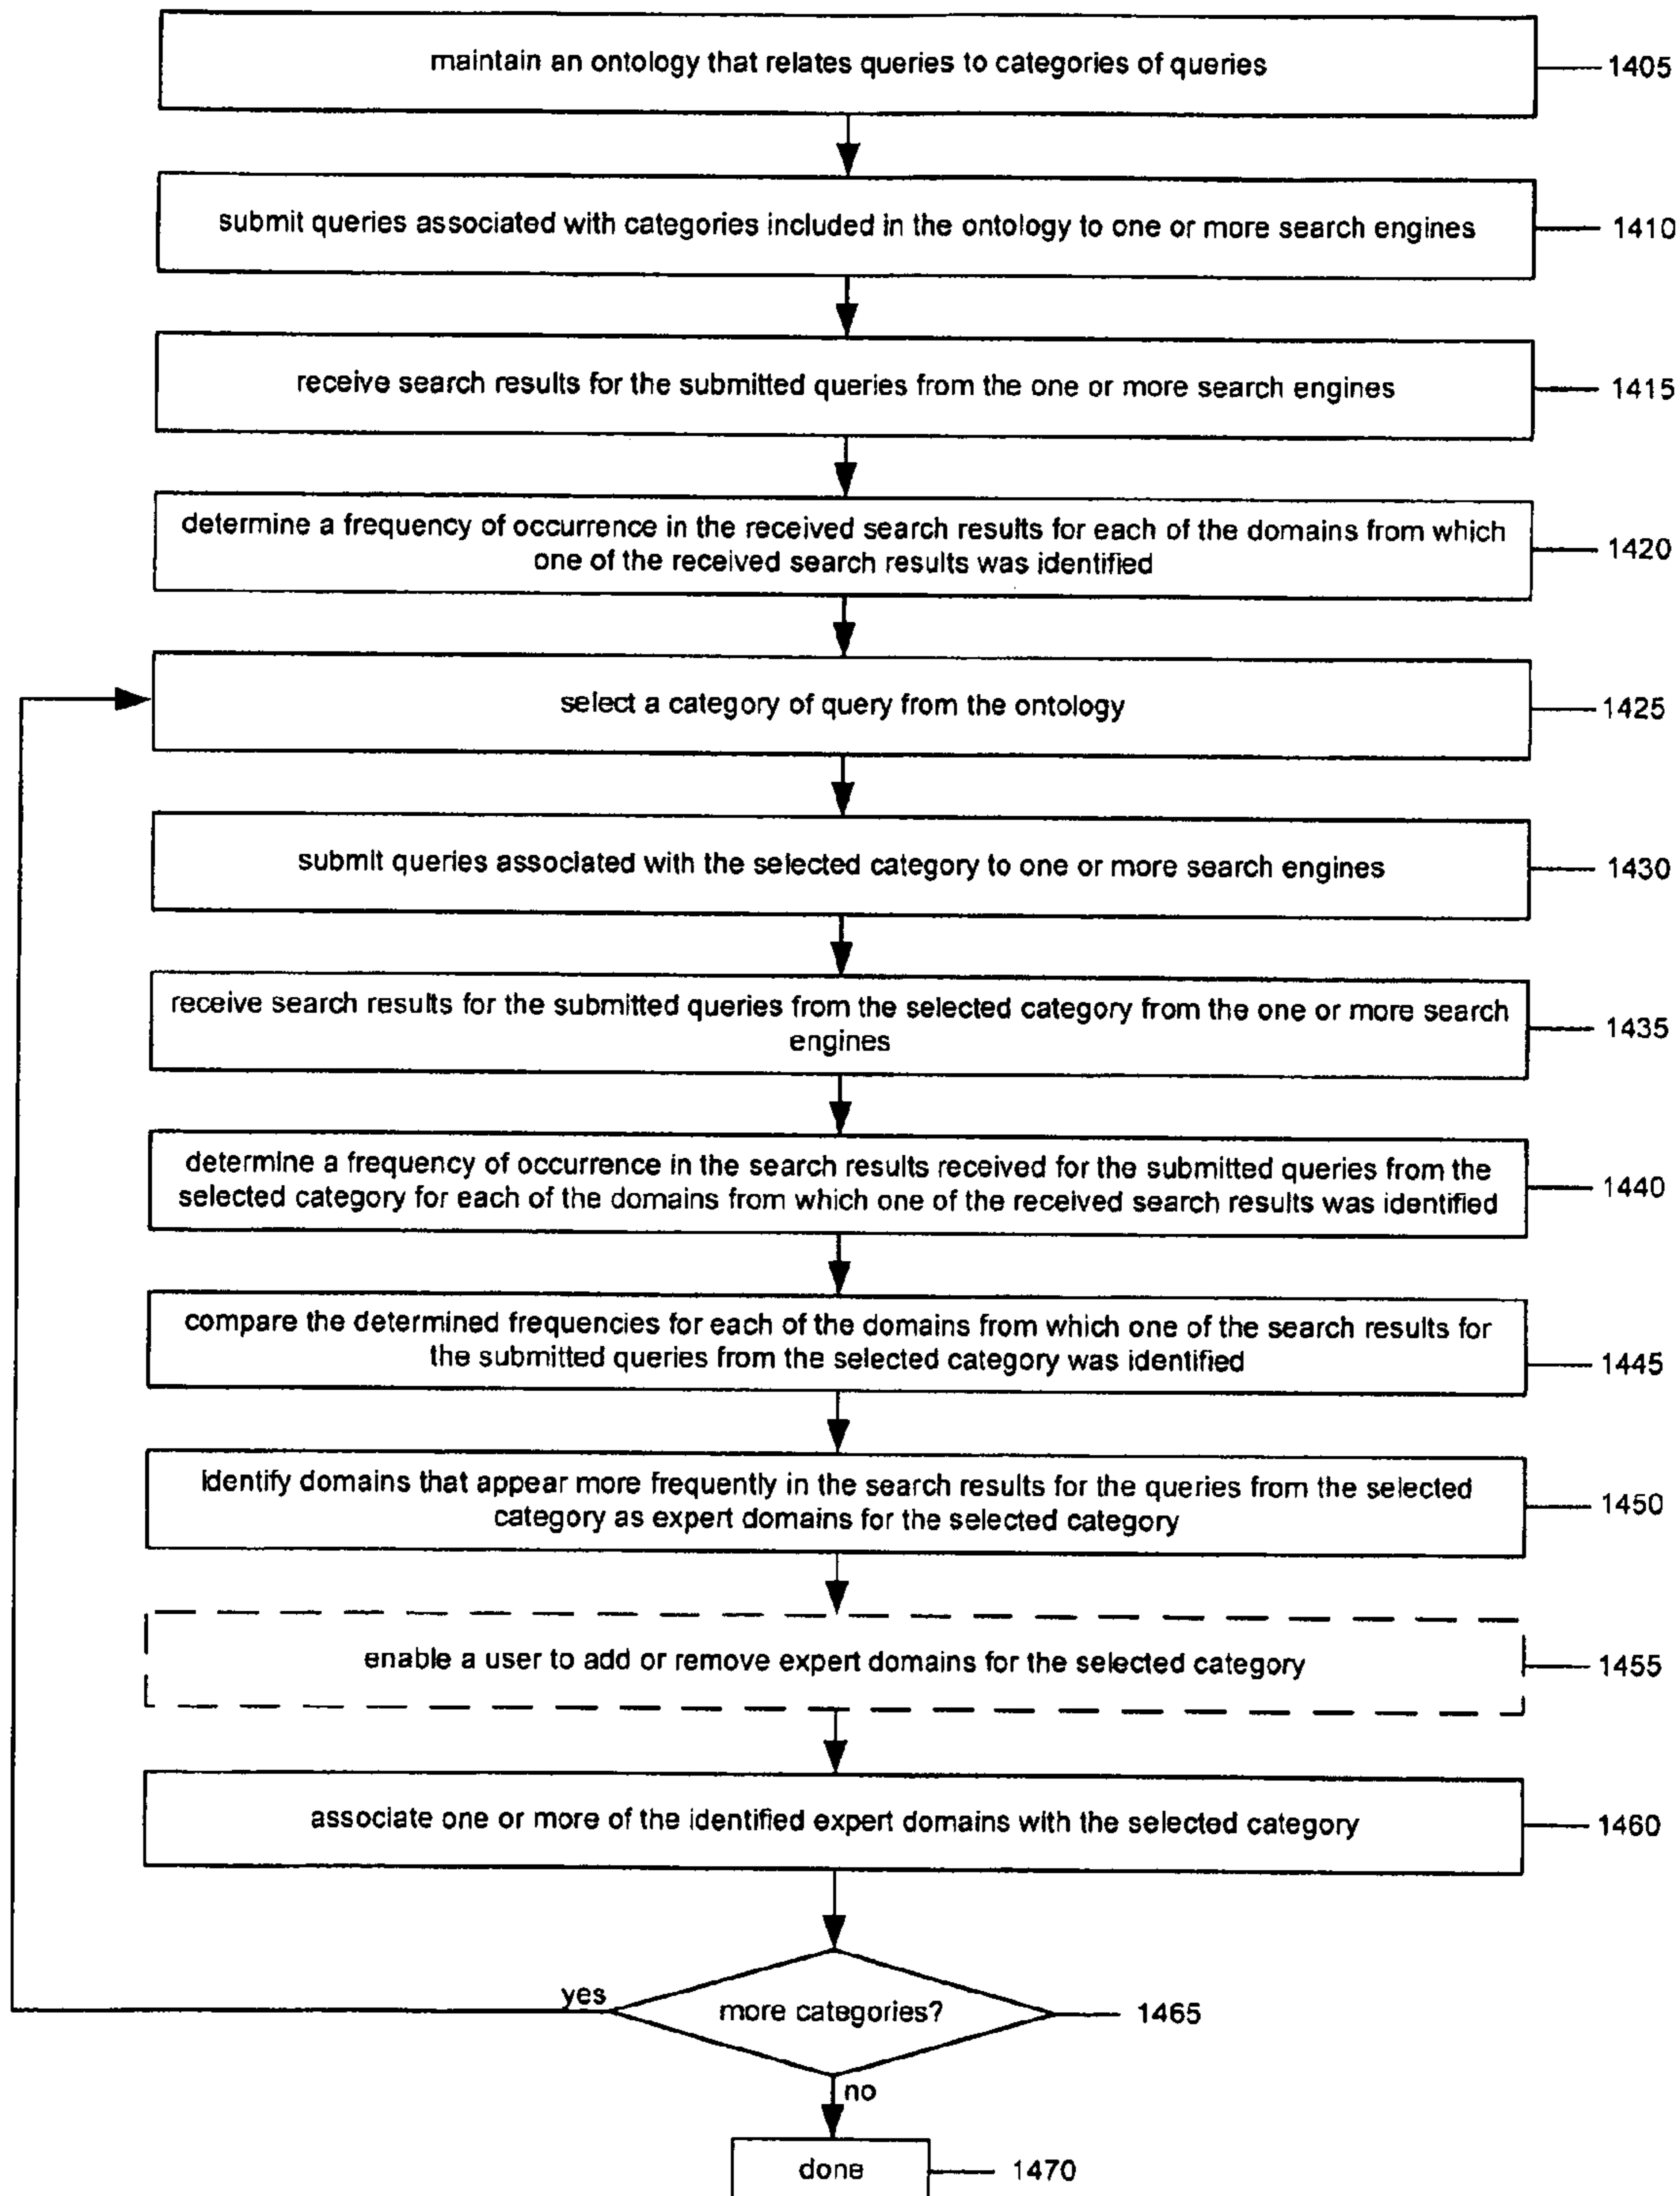 maintain an ontology that relates queries to categories of queries
1405
submit queries associated with categories included in the ontology to one or more search engines
1410
receive search results for the submitted queries from the one or more search engines
1415
determine a frequency of occurrence in the received search results for each of the domains from which
one of the received search results was identified
1420
select a category of query from the ontology
1425
submit queries associated with the selected category to one or more search engines
1430
receive search results for the submitted queries from the selected category from the one or more search
engines
1435
determine a frequency of occurrence in the search results received for the submitted queries from the
selected category for each of the domains from which one of the received search results was identified
1440
compare the determined frequencies for each of the domains from which one of the search results for
the submitted queries from the selected category was identified
1445
identify domains that appear more frequently in the search results for the queries from the selected
category as expert domains for the selected category
1450
enable a user to add or remove expert domains for the selected category
1455
associate one or more of the identified expert domains with the selected category
1460
yes
more categories?
1465
no
done
1470